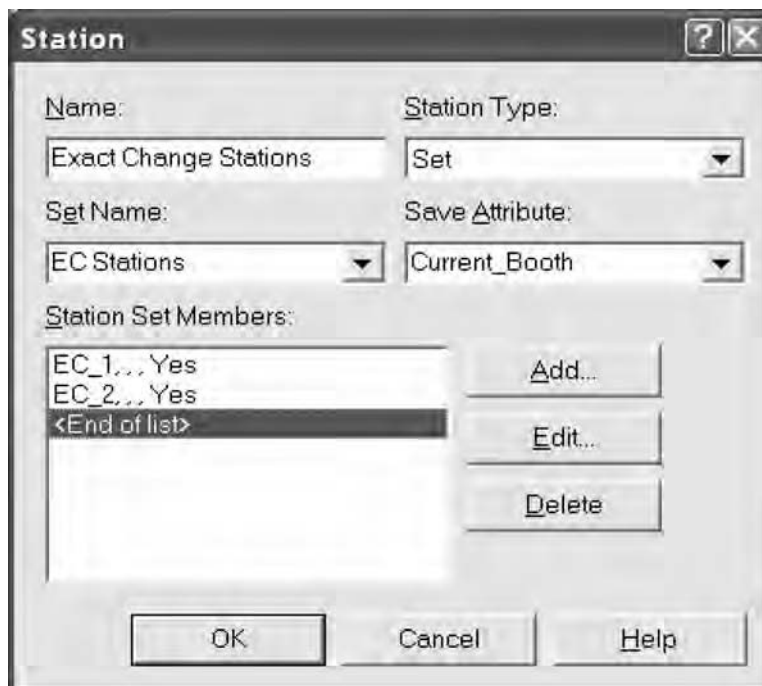 Station
Name: Station Type:
Exact Change Stations Set
Set Name: Save Attribute:
EC Stations Current_Booth
Station Set Members:
EC_1,,, Yes
EC_2,,, Yes
<End of list>
Add...
Edit...
Delete
OK Cancel Help